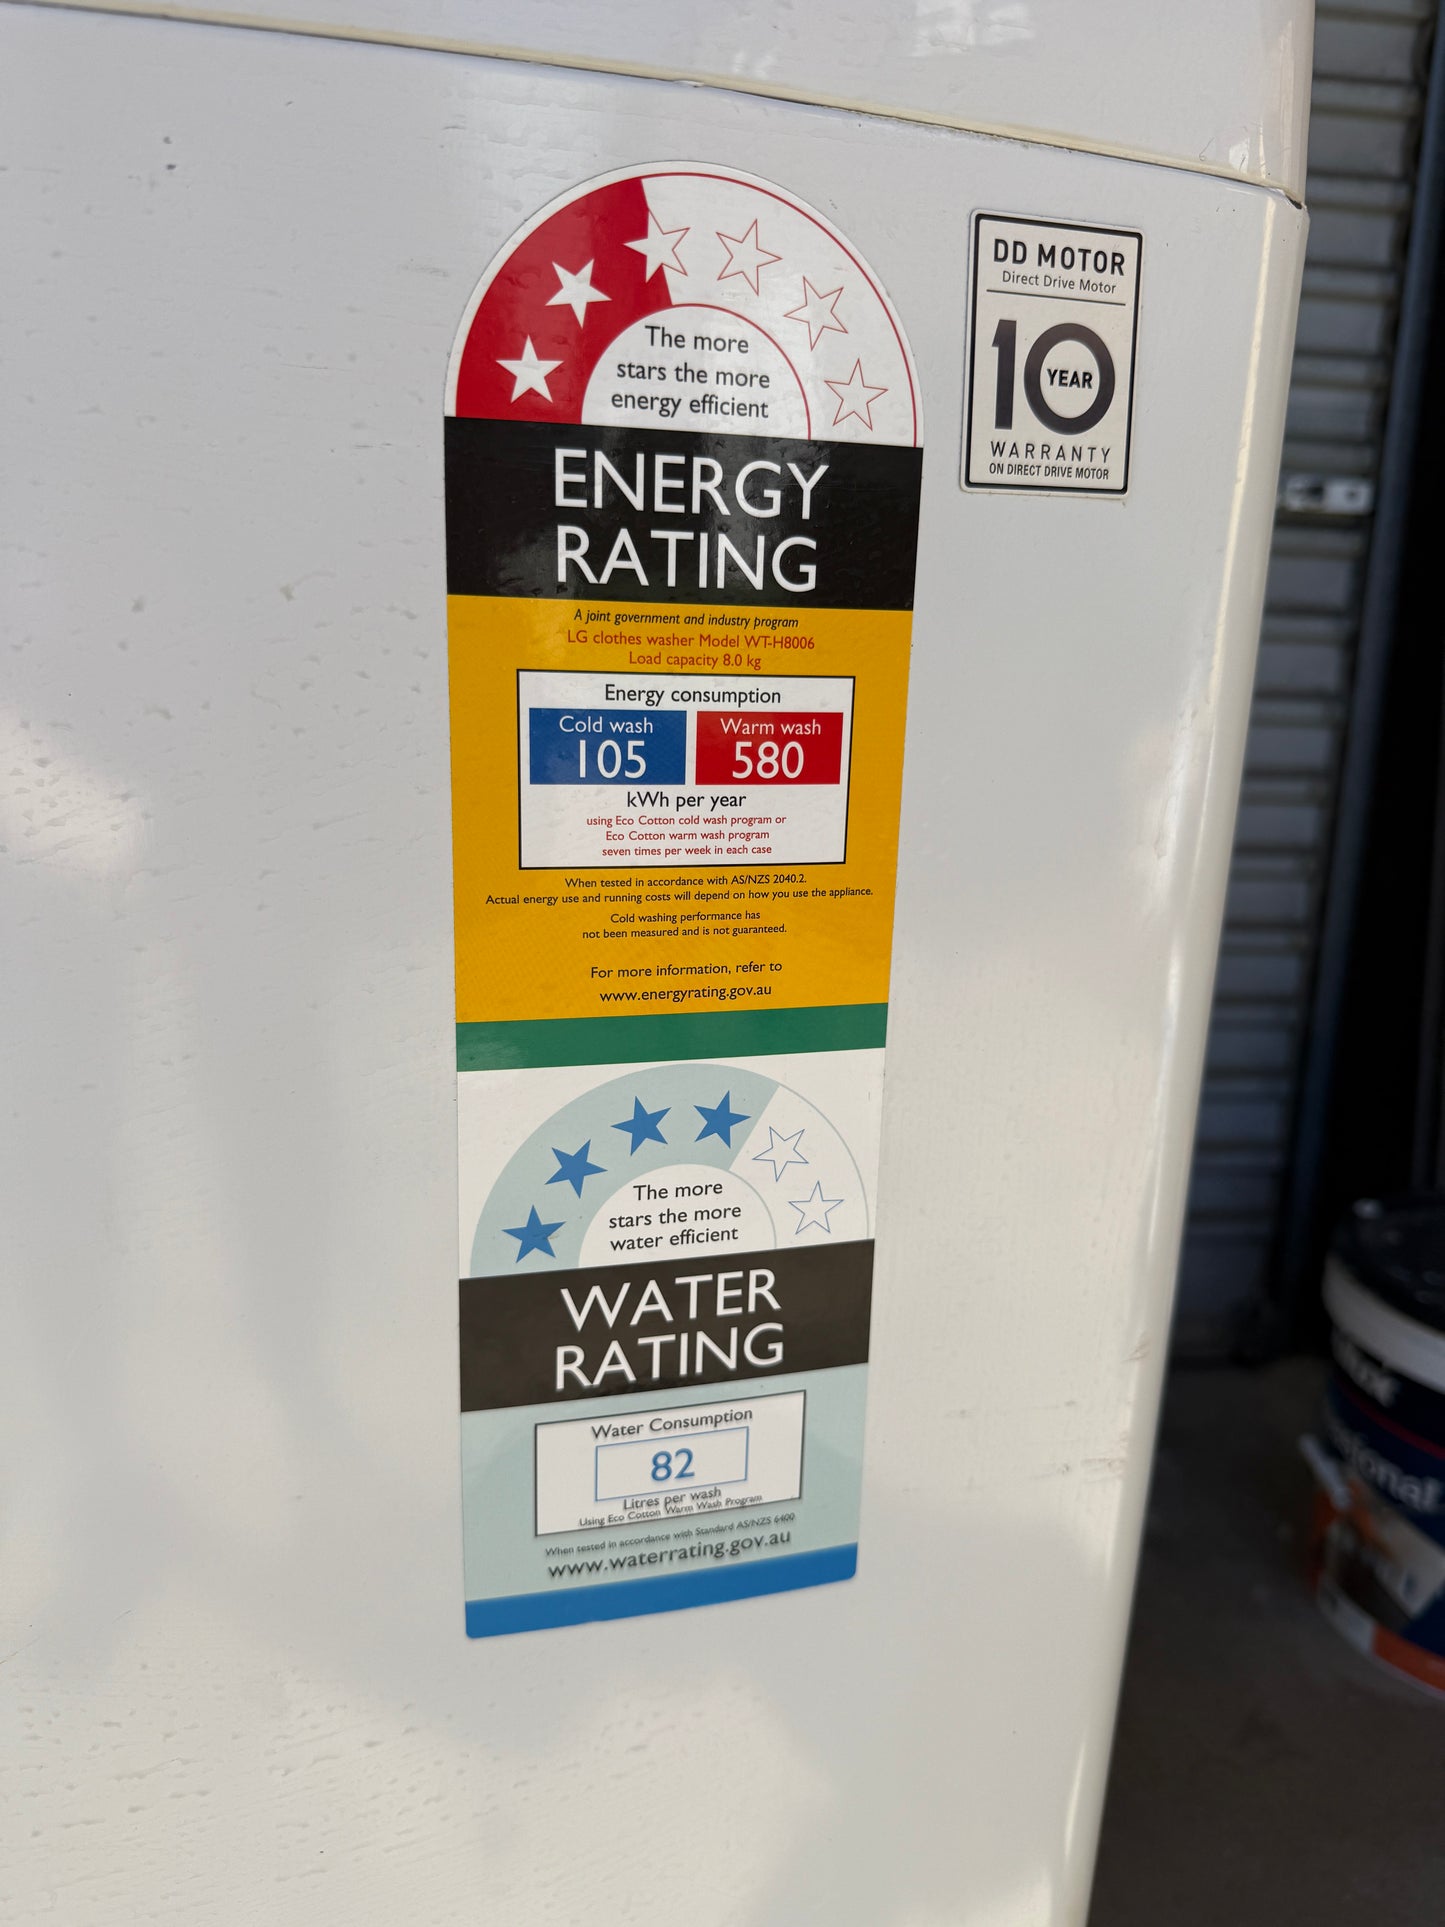 The more
stars the more
energy efficient
ENERGY
RATING
A joint government and industry program
LG clothes washer Model WT-H8006
Load capacity 8.0 kg
Energy consumption
Cold wash
105
Warm wash
580
kWh per year
using Eco Cotton cold wash program or
Eco Cotton warm wash program
seven times per week in each case
When tested in accordance with AS/NZS 2040.2.
Actual energy use and running costs will depend on how you use the appliance.
Cold washing performance has
not been measured and is not guaranteed.
For more information, refer to
www.energyrating.gov.au
The more
stars the more
water efficient
WATER
RATING
Water Consumption
82
Litres per wash
Using Eco Cotton Warm Wash Program
When tested in accordance with Standard AS/NZS 6400
www.waterrating.gov.au
DD MOTOR
Direct Drive Motor
10
YEAR
WARRANTY
ON DIRECT DRIVE MOTOR